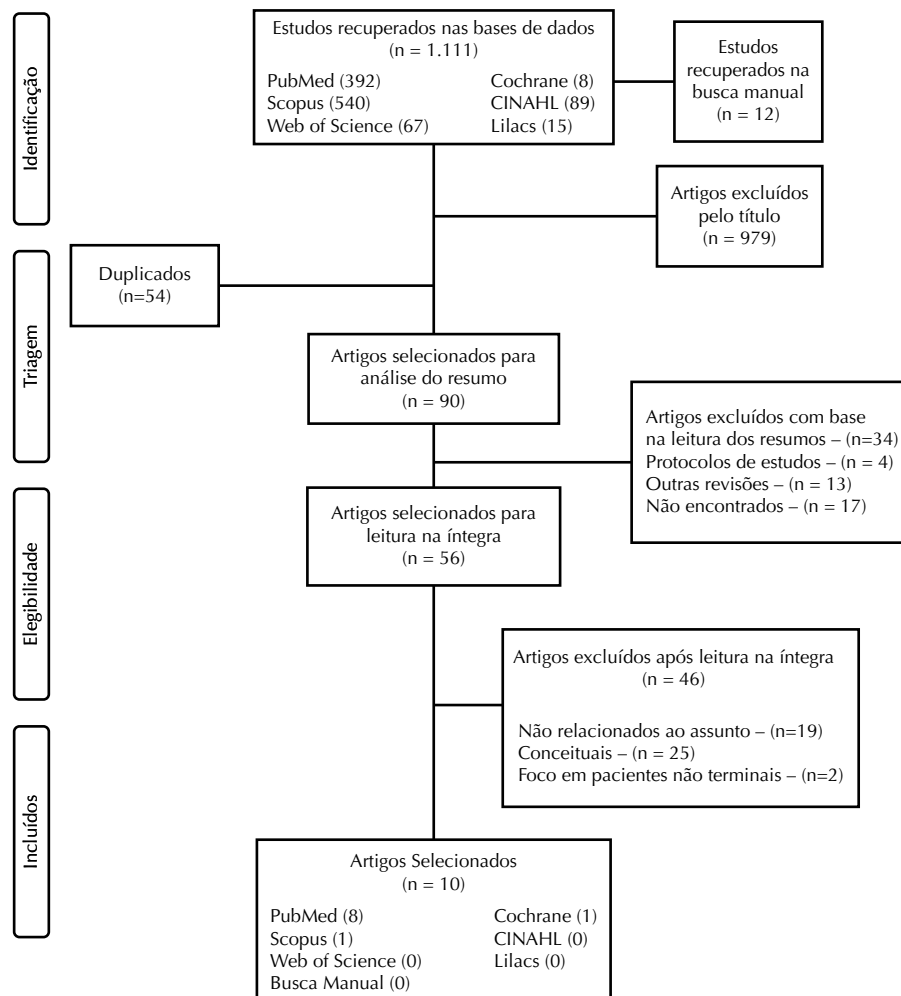 Identificação
Estudos recuperados nas bases de dados
(n = 1.111)
PubMed (392)
Cochrane (8)
Scopus (540)
CINAHL (89)
Web of Science (67)
Lilacs (15)
Estudos
recuperados na
busca manual
(n = 12)
Artigos excluídos
pelo título
(n = 979)
Triagem
Duplicados
(n=54)
Artigos selecionados para
análise do resumo
(n = 90)
Artigos excluídos com base
na leitura dos resumos – (n=34)
Protocolos de estudos – (n = 4)
Outras revisões – (n = 13)
Não encontrados – (n = 17)
Elegibilidade
Artigos selecionados para
leitura na íntegra
(n = 56)
Artigos excluídos após leitura na íntegra
(n = 46)
Não relacionados ao assunto – (n=19)
Conceituais – (n = 25)
Foco em pacientes não terminais – (n=2)
Incluídos
Artigos Selecionados
(n = 10)
PubMed (8)
Cochrane (1)
Scopus (1)
CINAHL (0)
Web of Science (0)
Lilacs (0)
Busca Manual (0)